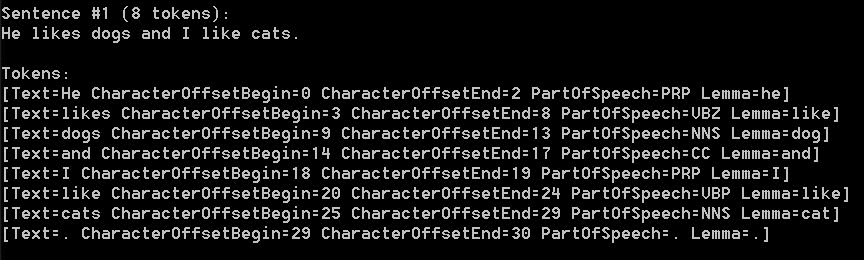 Sentence #1 (8 tokens):
He likes dogs and I like cats.
Tokens:
[Text=He CharacterOffsetBegin=0 CharacterOffsetEnd=2 PartOfSpeech=PRP Lemma=he]
[Text=likes CharacterOffsetBegin=3 CharacterOffsetEnd=8 PartOfSpeech=VBZ Lemma=like]
[Text=dogs CharacterOffsetBegin=9 CharacterOffsetEnd=13 PartOfSpeech=NNS Lemma=dog]
[Text=and CharacterOffsetBegin=14 CharacterOffsetEnd=17 PartOfSpeech=CC Lemma=and]
[Text=I CharacterOffsetBegin=18 CharacterOffsetEnd=19 PartOfSpeech=PRP Lemma=I]
[Text=like CharacterOffsetBegin=20 CharacterOffsetEnd=24 PartOfSpeech=VBP Lemma=like]
[Text=cats CharacterOffsetBegin=25 CharacterOffsetEnd=29 PartOfSpeech=NNS Lemma=cat]
[Text=. CharacterOffsetBegin=29 CharacterOffsetEnd=30 PartOfSpeech=. Lemma=.]